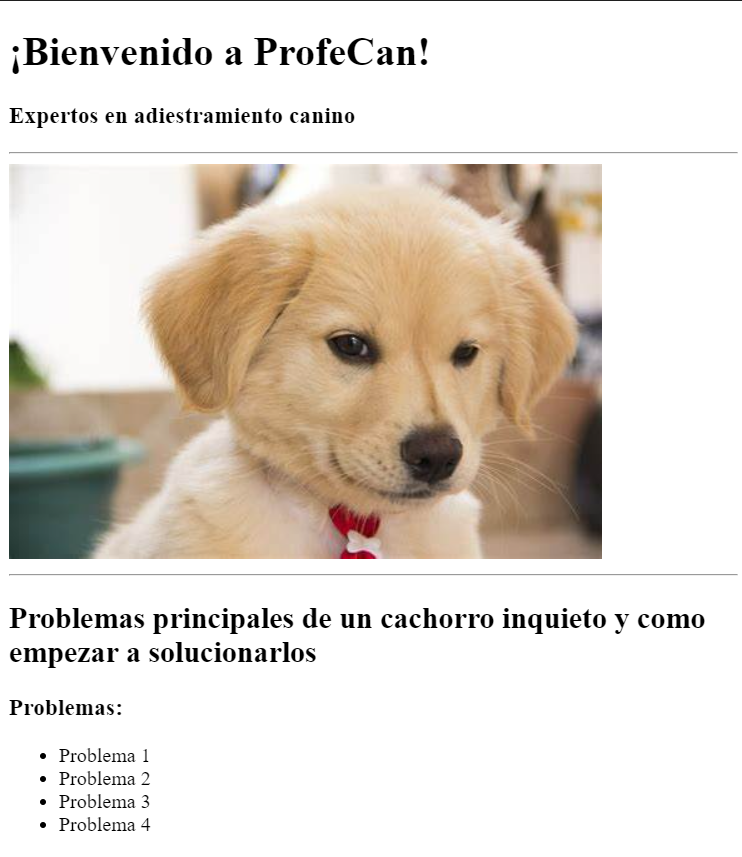 ¡Bienvenido a ProfeCan!
Expertos en adiestramiento canino
Problemas principales de un cachorro inquieto y como
empezar a solucionarlos
Problemas:
• Problema 1
• Problema 2
• Problema 3
• Problema 4